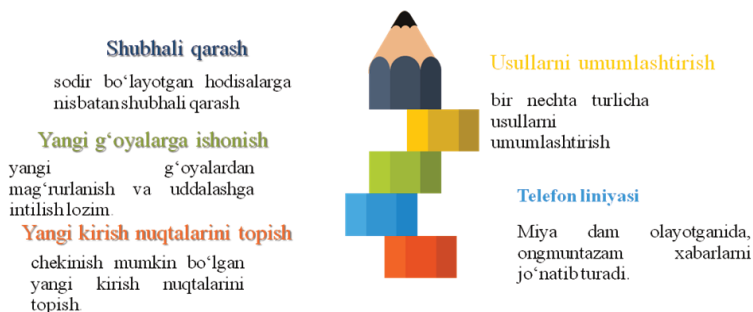 Shubhali qarash
sodir bo‘layotgan hodisalarga
nisbatan shubhali qarash
Yangi g‘oyalarga ishonish
yangi g‘oyalardan
mag‘rurlanish va uddalashga
intilish lozim.
Yangi kirish nuqtalarini topish
chekinish mumkin bo‘lgan
yangi kirish nuqtalarini
topish.
Usullarni umumlashtirish
bir nechta turlicha
usullarni
umumlashtirish
Telefon liniyasi
Miya dam olayotganida,
ongmuntazam xabarlarni
jo‘natib turadi.